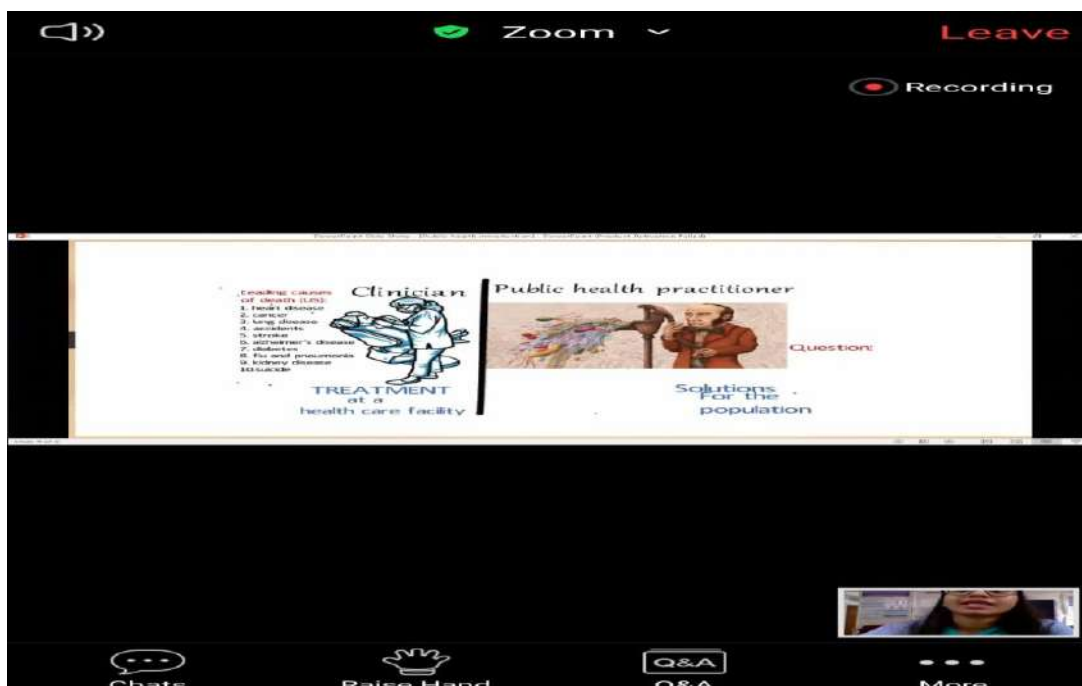 Zoom
Leave
Recording
Leading causes
of death (US):
1. heart disease
2. cancer
3. lung disease
4. accidents
5. stroke
6. alzheimer's disease
7. diabetes
8. flu and pneumonia
9. kidney disease
10. suicide
Clinician
TREATMENT
at a
health care facility
Public health practitioner
Question:
Solutions
For the
population
Chats
Raise Hand
Q&A
Q&A
More